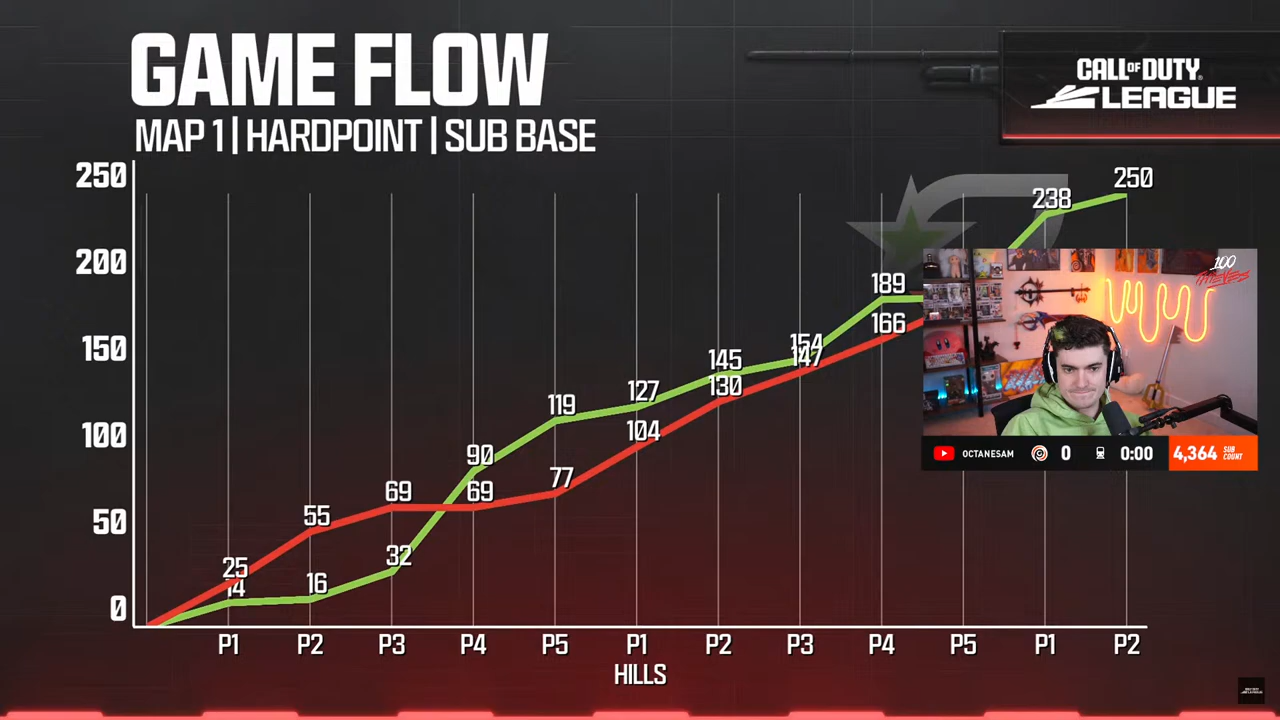 GAME FLOW
MAP 1 | HARDPOINT | SUB BASE
CALL OF DUTY
LEAGUE
250
200
150
100
50
0
25 55 69 69 77 104 130 147 166
14 16 32 90 119 127 145 154 189 238 250
P1 P2 P3 P4 P5 P1 P2 P3 P4 P5 P1 P2
HILLS
100
THIEVES
OCTANESAM 0 0:00 4,364 SUB
COUNT